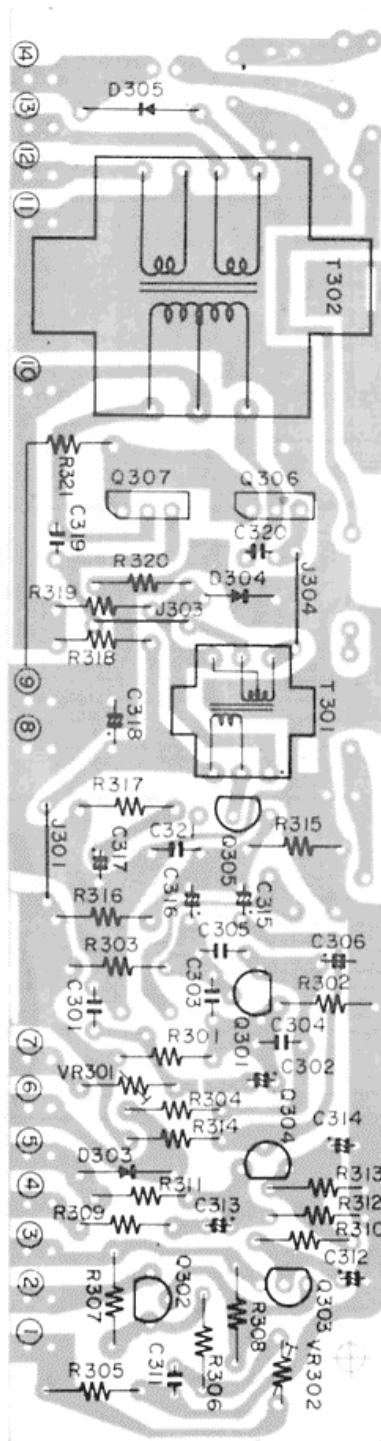 14
D305
13
12
11
T302
10
R321
Q307
Q306
C319
C320
R320
D304
J304
R319
J303
R318
9
8
C318
T301
R317
J301
C321
Q305
R315
C317
R316
C316
C315
C305
R303
C306
C301
C303
Q301
R302
C304
7
R301
VR301
C302
6
R304
Q304
5
R314
C314
D303
4
R311
R313
R309
C313
R312
3
R310
C312
2
R307
Q302
R308
Q303
1
R306
VR302
R305
C311